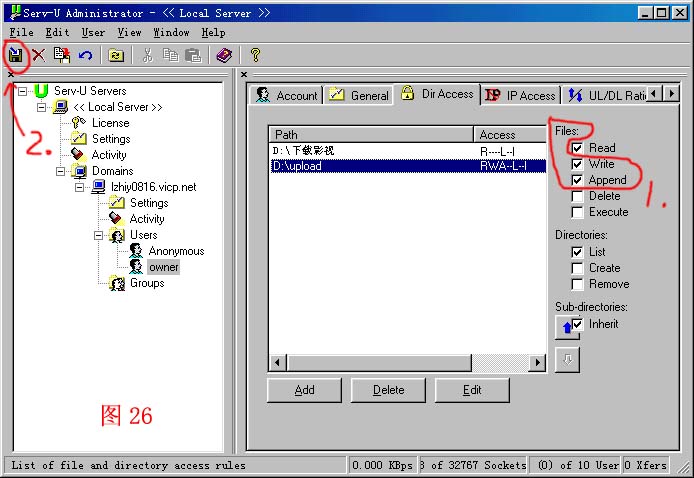 Serv-U Administrator - << Local Server >>
File Edit User View Window Help
Serv-U Servers
<< Local Server >>
License
Settings
Activity
Domains
lzhiy0816.vicp.net
Settings
Activity
Users
Anonymous
owner
Groups
2.
图 26
Account General Dir Access IP Access UL/DL Rati
Path Access
D:\下载影视 R----L--I
D:\upload RWA--L--I
Files:
Read
Write
Append
Delete
Execute
1.
Directories:
List
Create
Remove
Sub-directories:
Inherit
Add Delete Edit
List of file and directory access rules 0.000 KBps 3 of 32767 Sockets (0) of 10 User 0 Xfers